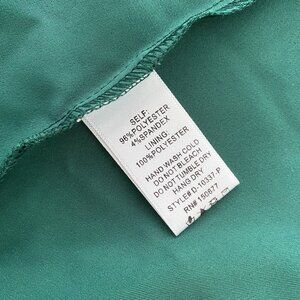 SELF:
96%POLYESTER
4%SPANDEX
LINING:
100%POLYESTER
HAND WASH COLD
DO NOT BLEACH
DO NOT TUMBLE DRY
HANG DRY
STYLE# D-10337-P
RN# 150677